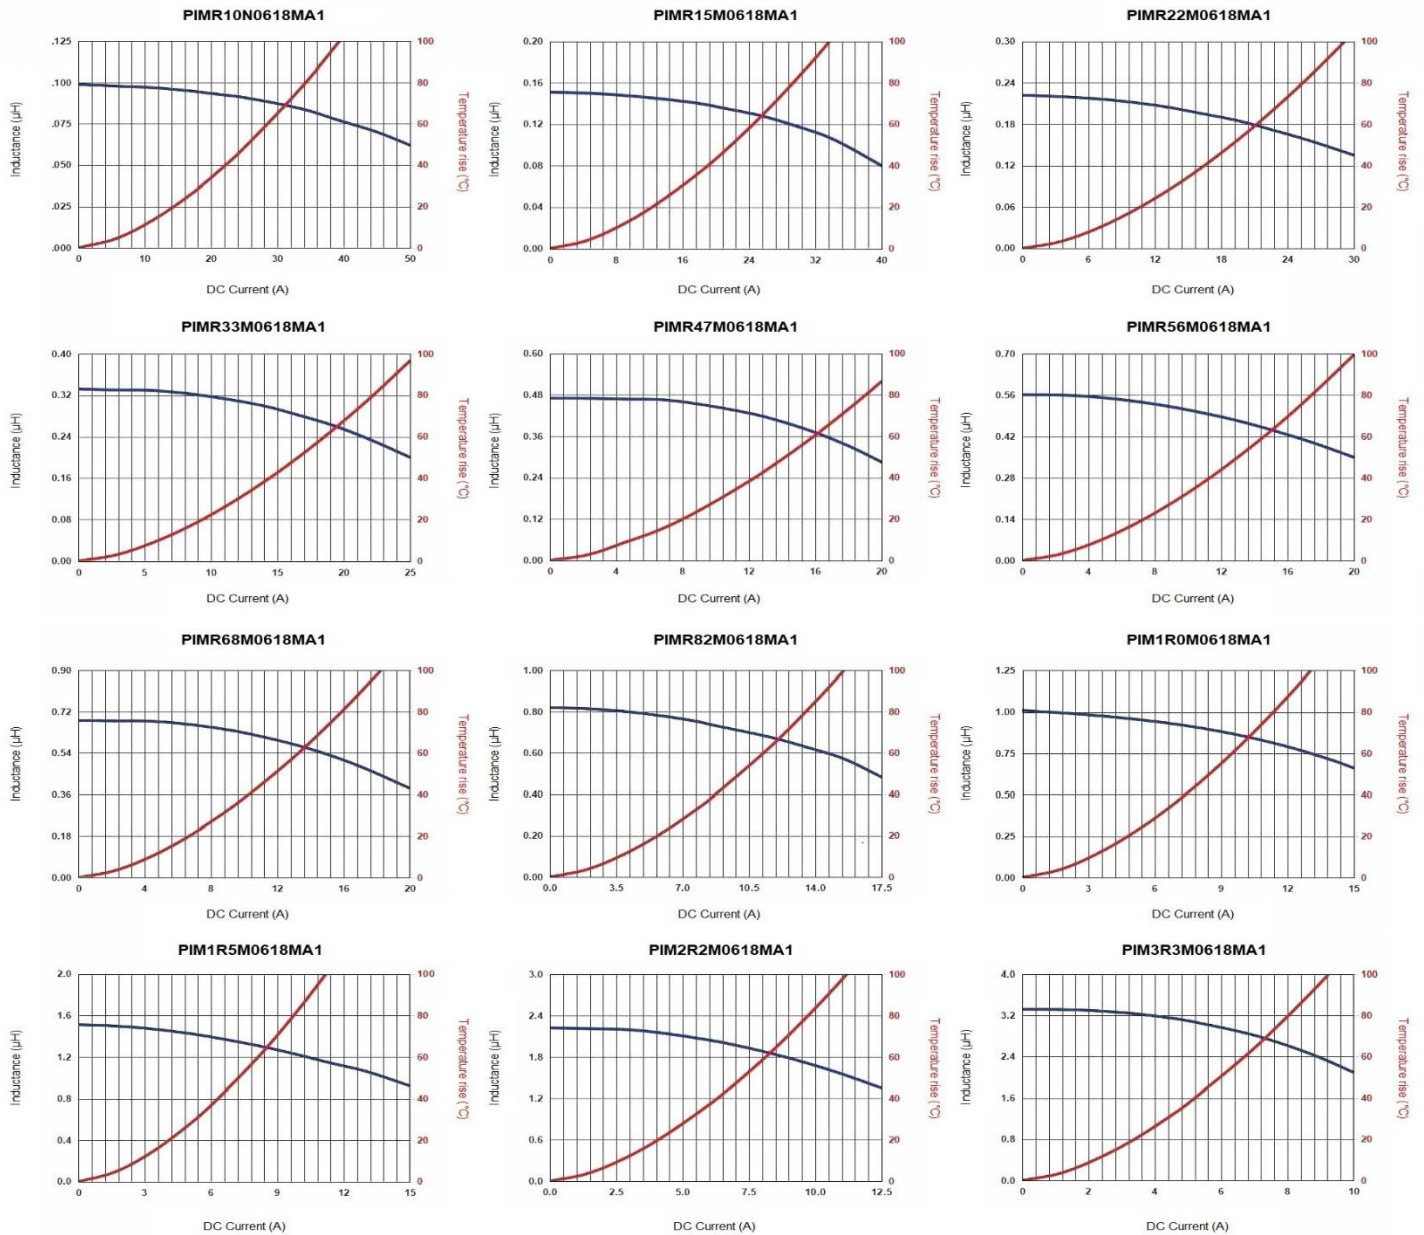 PIMR10N0618MA1
.125
.100
.075
.050
.025
.000
100
80
60
40
20
0
0 10 20 30 40 50
Inductance (µH)
Temperature rise (°C)
DC Current (A)
PIMR15M0618MA1
0.20
0.16
0.12
0.08
0.04
0.00
100
80
60
40
20
0
0 8 16 24 32 40
Inductance (µH)
Temperature rise (°C)
DC Current (A)
PIMR22M0618MA1
0.30
0.24
0.18
0.12
0.06
0.00
100
80
60
40
20
0
0 6 12 18 24 30
Inductance (µH)
Temperature rise (°C)
DC Current (A)
PIMR33M0618MA1
0.40
0.32
0.24
0.16
0.08
0.00
100
80
60
40
20
0
0 5 10 15 20 25
Inductance (µH)
Temperature rise (°C)
DC Current (A)
PIMR47M0618MA1
0.60
0.48
0.36
0.24
0.12
0.00
100
80
60
40
20
0
0 4 8 12 16 20
Inductance (µH)
Temperature rise (°C)
DC Current (A)
PIMR56M0618MA1
0.70
0.56
0.42
0.28
0.14
0.00
100
80
60
40
20
0
0 4 8 12 16 20
Inductance (µH)
Temperature rise (°C)
DC Current (A)
PIMR68M0618MA1
0.90
0.72
0.54
0.36
0.18
0.00
100
80
60
40
20
0
0 4 8 12 16 20
Inductance (µH)
Temperature rise (°C)
DC Current (A)
PIMR82M0618MA1
1.00
0.80
0.60
0.40
0.20
0.00
100
80
60
40
20
0
0.0 3.5 7.0 10.5 14.0 17.5
Inductance (µH)
Temperature rise (°C)
DC Current (A)
PIM1R0M0618MA1
1.25
1.00
0.75
0.50
0.25
0.00
100
80
60
40
20
0
0 3 6 9 12 15
Inductance (µH)
Temperature rise (°C)
DC Current (A)
PIM1R5M0618MA1
2.0
1.6
1.2
0.8
0.4
0.0
100
80
60
40
20
0
0 3 6 9 12 15
Inductance (µH)
Temperature rise (°C)
DC Current (A)
PIM2R2M0618MA1
3.0
2.4
1.8
1.2
0.6
0.0
100
80
60
40
20
0
0.0 2.5 5.0 7.5 10.0 12.5
Inductance (µH)
Temperature rise (°C)
DC Current (A)
PIM3R3M0618MA1
4.0
3.2
2.4
1.6
0.8
0.0
100
80
60
40
20
0
0 2 4 6 8 10
Inductance (µH)
Temperature rise (°C)
DC Current (A)